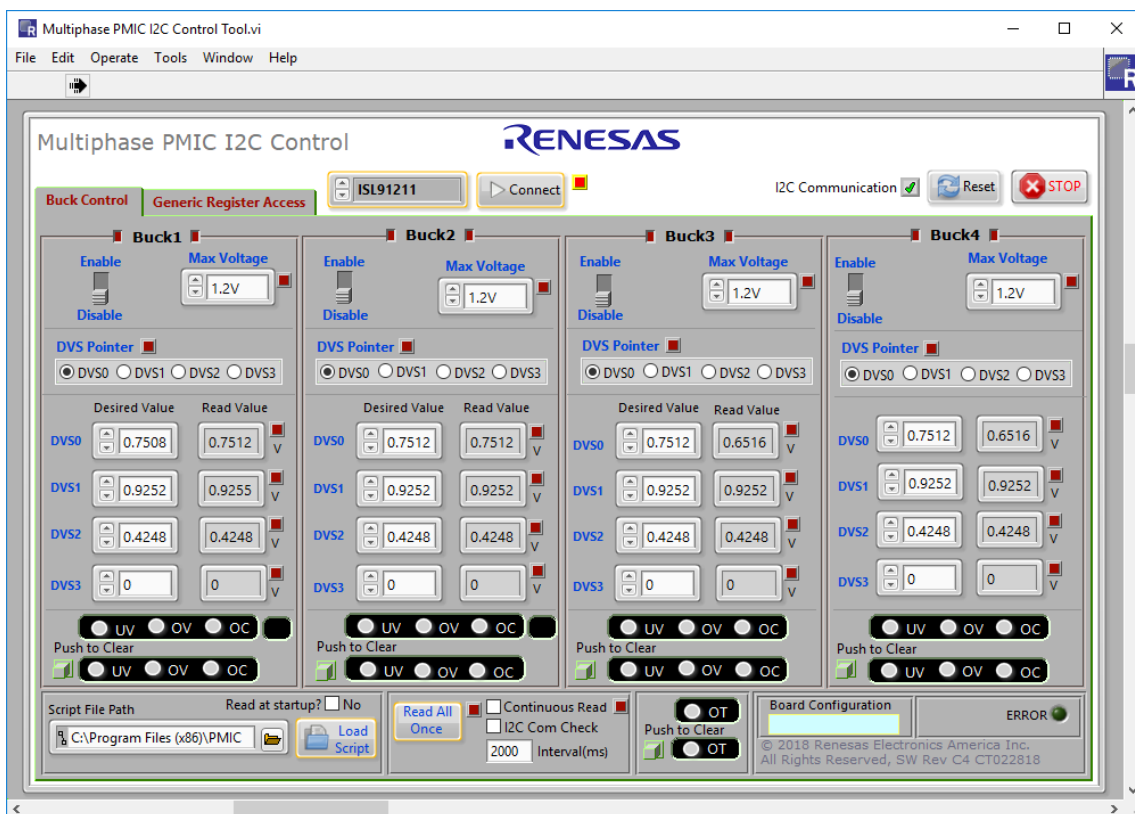 Multiphase PMIC I2C Control Tool.vi
File Edit Operate Tools Window Help
Multiphase PMIC I2C Control
RENESAS
Buck Control Generic Register Access
ISL91211
Connect
I2C Communication
Reset
STOP
Buck1
Enable
Max Voltage
1.2V
Disable
DVS Pointer
DVS0 DVS1 DVS2 DVS3
Desired Value Read Value
DVS0 0.7508 0.7512 V
DVS1 0.9252 0.9255 V
DVS2 0.4248 0.4248 V
DVS3 0 0 V
UV OV OC
Push to Clear
UV OV OC
Buck2
Enable
Max Voltage
1.2V
Disable
DVS Pointer
DVS0 DVS1 DVS2 DVS3
Desired Value Read Value
DVS0 0.7512 0.7512 V
DVS1 0.9252 0.9252 V
DVS2 0.4248 0.4248 V
DVS3 0 0 V
UV OV OC
Push to Clear
UV OV OC
Buck3
Enable
Max Voltage
1.2V
Disable
DVS Pointer
DVS0 DVS1 DVS2 DVS3
Desired Value Read Value
DVS0 0.7512 0.6516 V
DVS1 0.9252 0.9252 V
DVS2 0.4248 0.4248 V
DVS3 0 0 V
UV OV OC
Push to Clear
UV OV OC
Buck4
Enable
Max Voltage
1.2V
Disable
DVS Pointer
DVS0 DVS1 DVS2 DVS3
DVS0 0.7512 0.6516 V
DVS1 0.9252 0.9252 V
DVS2 0.4248 0.4248 V
DVS3 0 0 V
UV OV OC
Push to Clear
UV OV OC
Script File Path
Read at startup? No
C:\Program Files (x86)\PMIC
Load
Script
Read All
Once
Continuous Read
I2C Com Check
2000 Interval(ms)
OT
Push to Clear
OT
Board Configuration
ERROR
© 2018 Renesas Electronics America Inc.
All Rights Reserved, SW Rev C4 CT022818